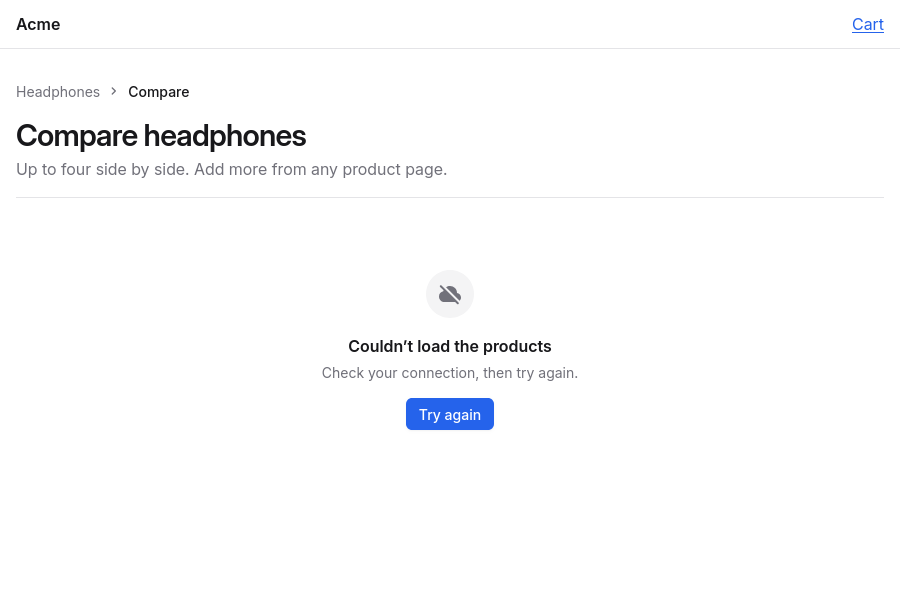 Acme
Cart
Headphones
Compare
Compare headphones
Up to four side by side. Add more from any product page.
Couldn’t load the products
Check your connection, then try again.
Try again